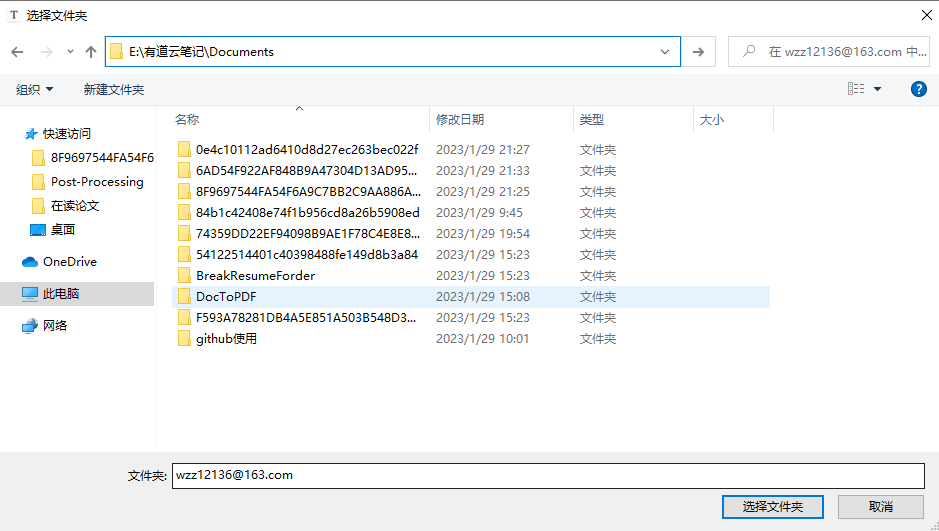 T 选择文件夹
E:\有道云笔记\Documents
在 wzz12136@163.com 中...
组织 新建文件夹
?
名称 修改日期 类型 大小
快速访问
8F9697544FA54F6
Post-Processing
在读论文
桌面
OneDrive
此电脑
网络
0e4c10112ad6410d8d27ec263bec022f 2023/1/29 21:27 文件夹
6AD54F922AF848B9A47304D13AD95... 2023/1/29 21:33 文件夹
8F9697544FA54F6A9C7BB2C9AA886A... 2023/1/29 21:25 文件夹
84b1c42408e74f1b956cd8a26b5908ed 2023/1/29 9:45 文件夹
74359DD22EF94098B9AE1F78C4E8E8... 2023/1/29 19:54 文件夹
54122514401c40398488fe149d8b3a84 2023/1/29 15:23 文件夹
BreakResumeForder 2023/1/29 15:23 文件夹
DocToPDF 2023/1/29 15:08 文件夹
F593A78281DB4A5E851A503B548D3... 2023/1/29 15:23 文件夹
github使用 2023/1/29 10:01 文件夹
文件夹: wzz12136@163.com
选择文件夹 取消